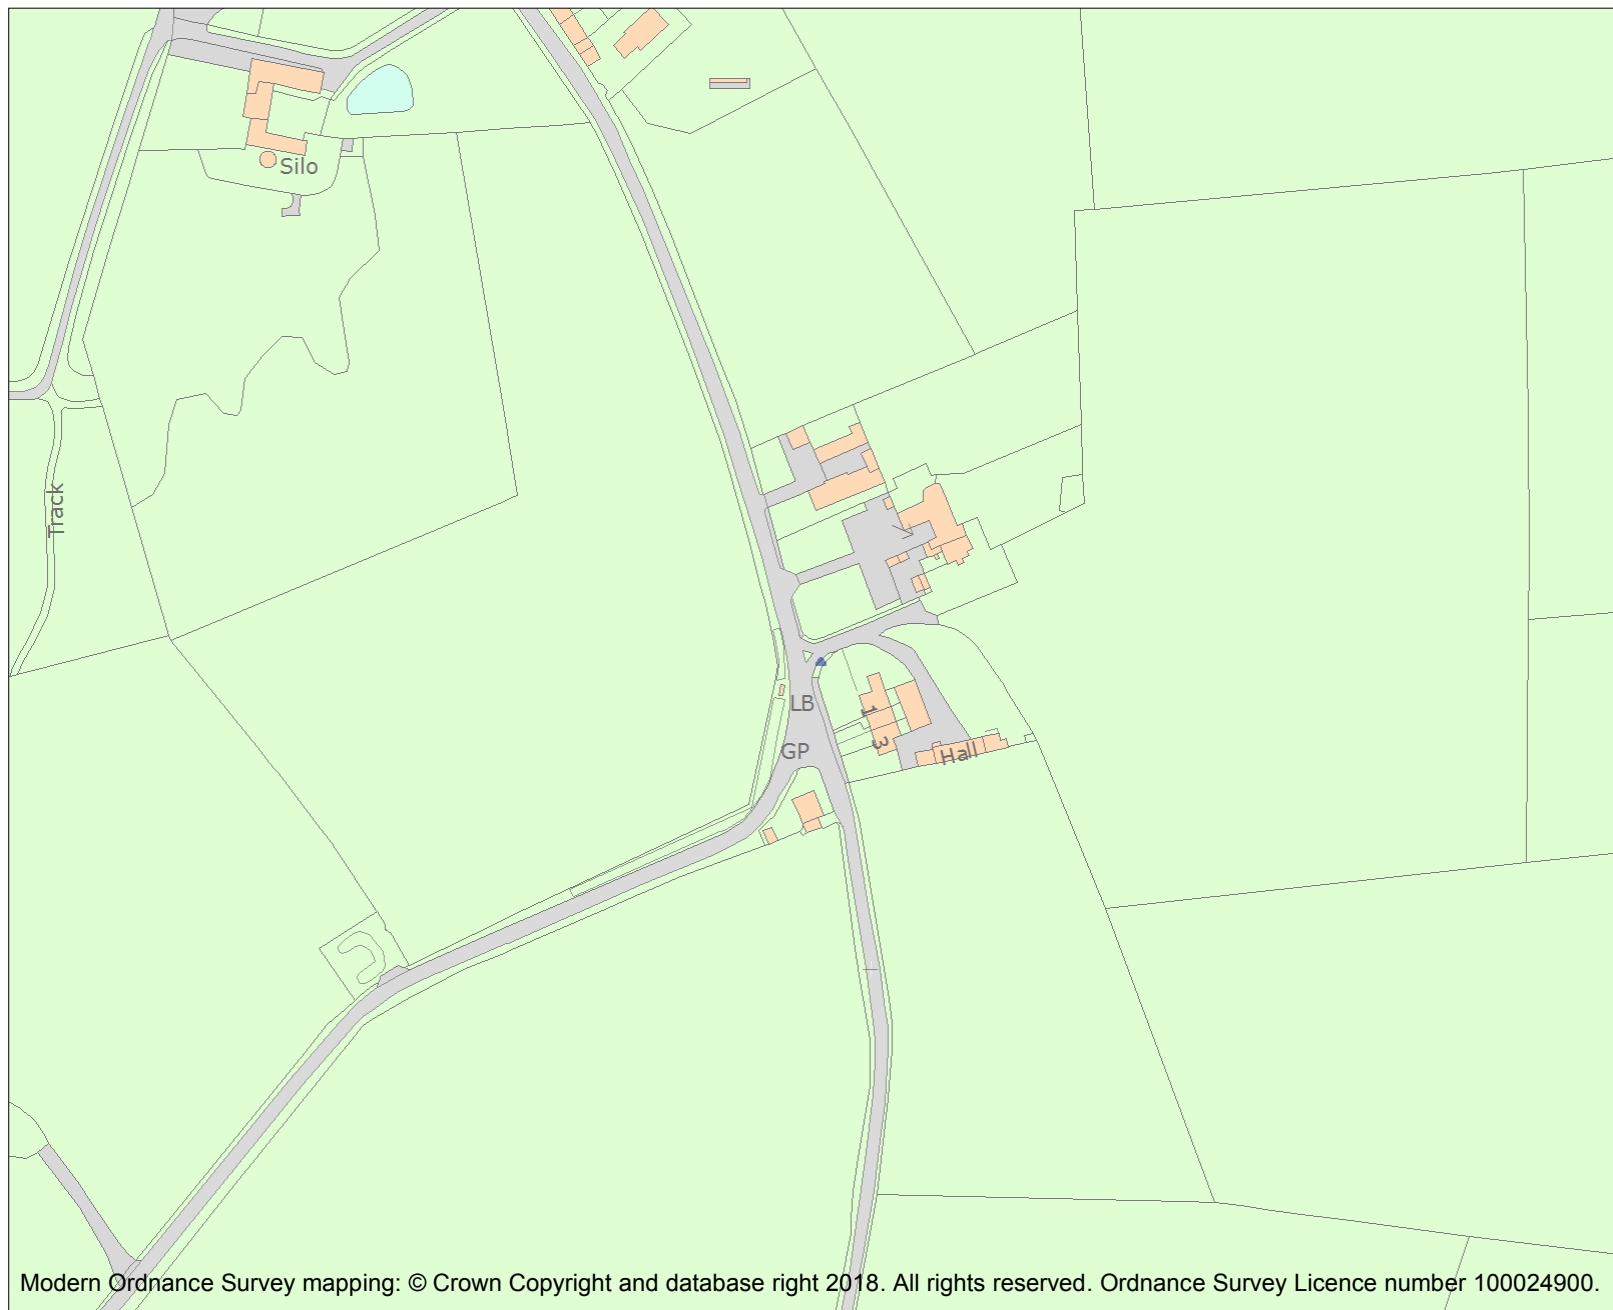 Silo
Track
LB
1
3
GP
Hall
Modern Ordnance Survey mapping: © Crown Copyright and database right 2018. All rights reserved. Ordnance Survey Licence number 100024900.